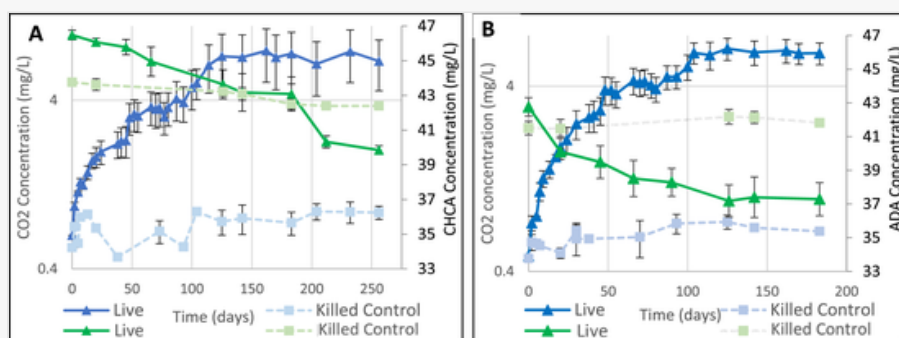 A
CO2 Concentration (mg/L)
4
0.4
47
45
43
41
39
37
35
33
CHCA Concentration (mg/L)
0 50 100 150 200 250 300
Time (days)
Live
Killed Control
Live
Killed Control
B
CO2 concentration (mg/L)
4
0.4
47
45
43
41
39
37
35
33
ADA Concentration (mg/L)
0 50 100 150 200
Time (days)
Live
Killed Control
Live
Killed Control